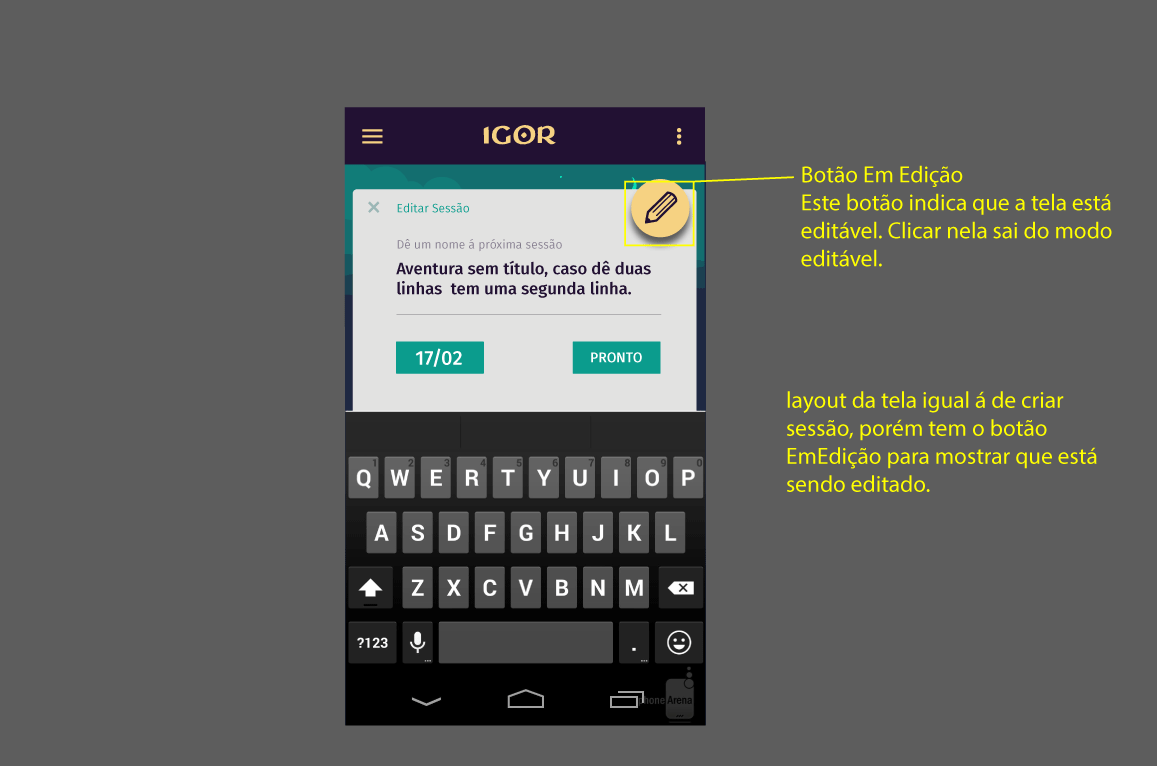 IGOR
Editar Sessão
Dê um nome á próxima sessão
Aventura sem título, caso dê duas
linhas tem uma segunda linha.
17/02
PRONTO
Botão Em Edição
Este botão indica que a tela está
editável. Clicar nela sai do modo
editável.
layout da tela igual á de criar
sessão, porém tem o botão
EmEdição para mostrar que está
sendo editado.
1 2 3 4 5 6 7 8 9 0
Q W E R T Y U I O P
A S D F G H J K L
Z X C V B N M
?123 ... . ...
phoneArena